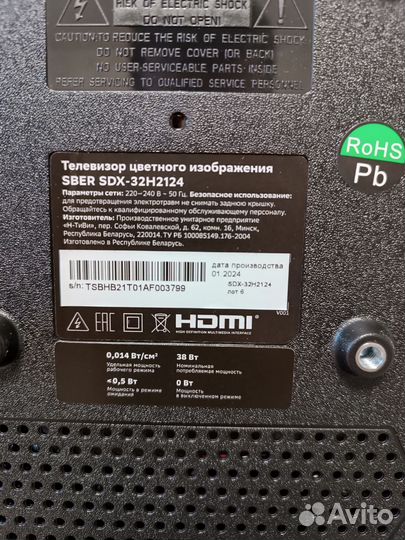 RISK OF ELECTRIC SHOCK
DO NOT OPEN!
CAUTION:TO REDUCE THE RISK OF ELECTRIC SHOCK
DO NOT REMOVE COVER (OR BACK)
NO USER-SERVICEABLE PARTS INSIDE
REFER SERVICING TO QUALIFIED SERVICE PERSONNEL
RoHS
Pb
Телевизор цветного изображения
SBER SDX-32H2124
Параметры сети: 220–240 В ~ 50 Гц. Безопасное использование:
для предотвращения электротравм не снимать заднюю крышку.
Обращаться к квалифицированному обслуживающему персоналу.
Изготовитель: Производственное унитарное предприятие
«Н-ТиВи», пер. Софьи Ковалевской, д. 62, комн. 16, Минск,
Республика Беларусь, 220014. ТУ РБ 100085149.176-2004
Изготовлено в Республике Беларусь.
дата производства
01.2024
s/n: TSBHB21T01AF003799
SDX-32H2124
лот 6
EAC
HDMI
HIGH DEFINITION MULTIMEDIA INTERFACE
V001
0,014 Вт/см²
Удельная мощность
рабочего режима
38 Вт
Номинальная
потребляемая мощность
≤0,5 Вт
Мощность в режиме
ожидания
0 Вт
Мощность
в выключенном режиме
Avito